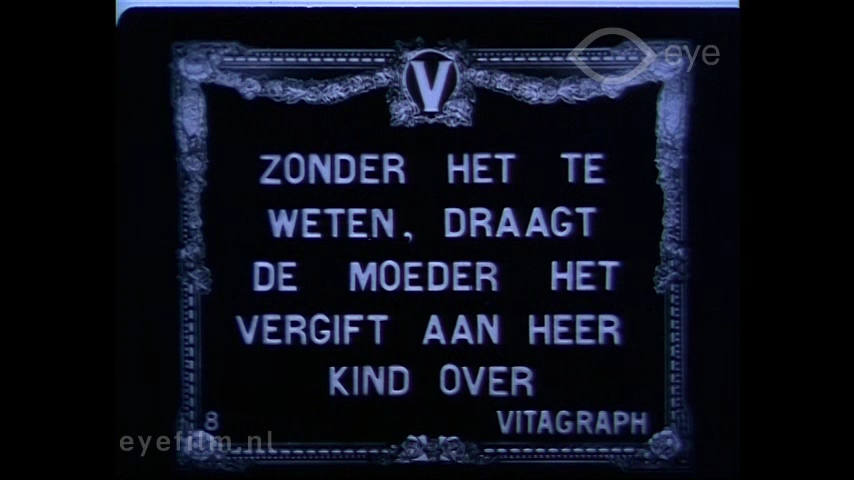 V
eye
ZONDER HET TE
WETEN, DRAAGT
DE MOEDER HET
VERGIFT AAN HEER
KIND OVER
8
VITAGRAPH
eyefilm.nl